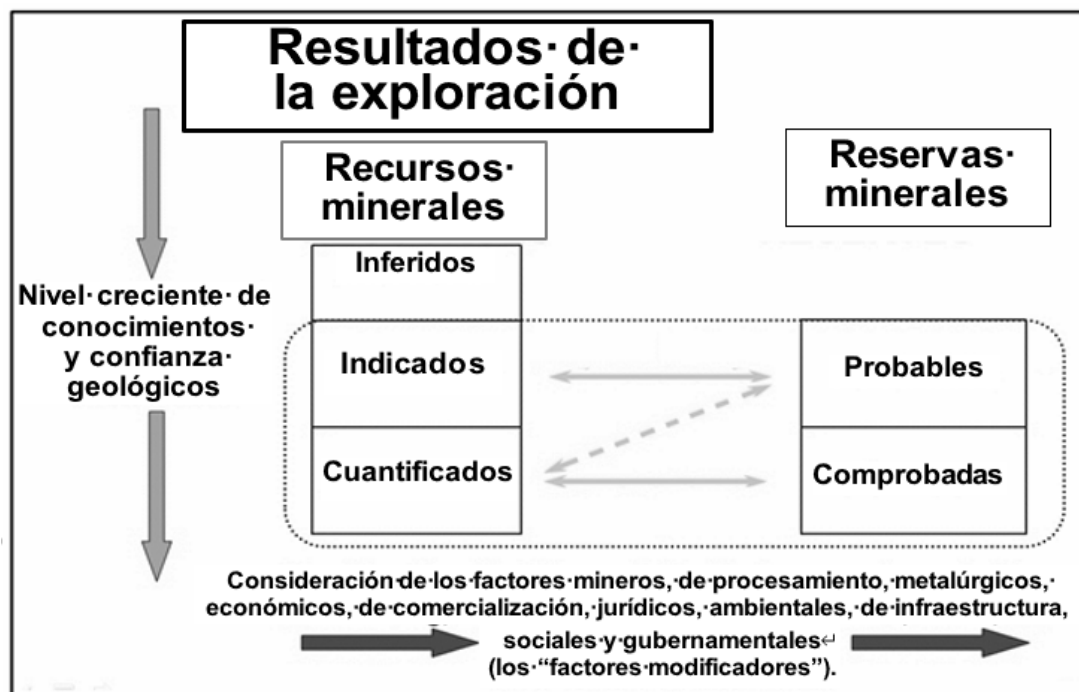 Resultados de
la exploración
Recursos
minerales
Reservas
minerales
Inferidos
Nivel creciente de
conocimientos
y confianza
geológicos
Indicados
Probables
Cuantificados
Comprobadas
Consideración de los factores mineros, de procesamiento, metalúrgicos,
económicos, de comercialización, jurídicos, ambientales, de infraestructura,
sociales y gubernamentales
(los “factores modificadores”).